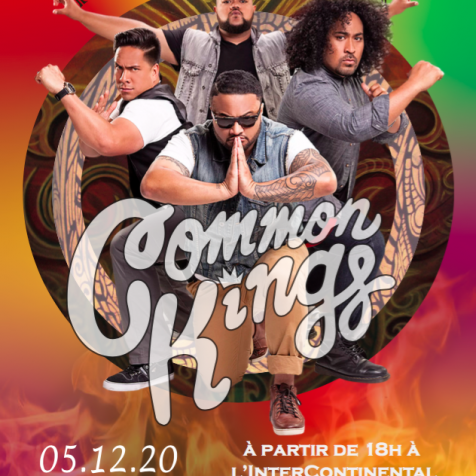 Common
Kings
05.12.20
À PARTIR DE 18H À
L'INTERCONTINENTAL